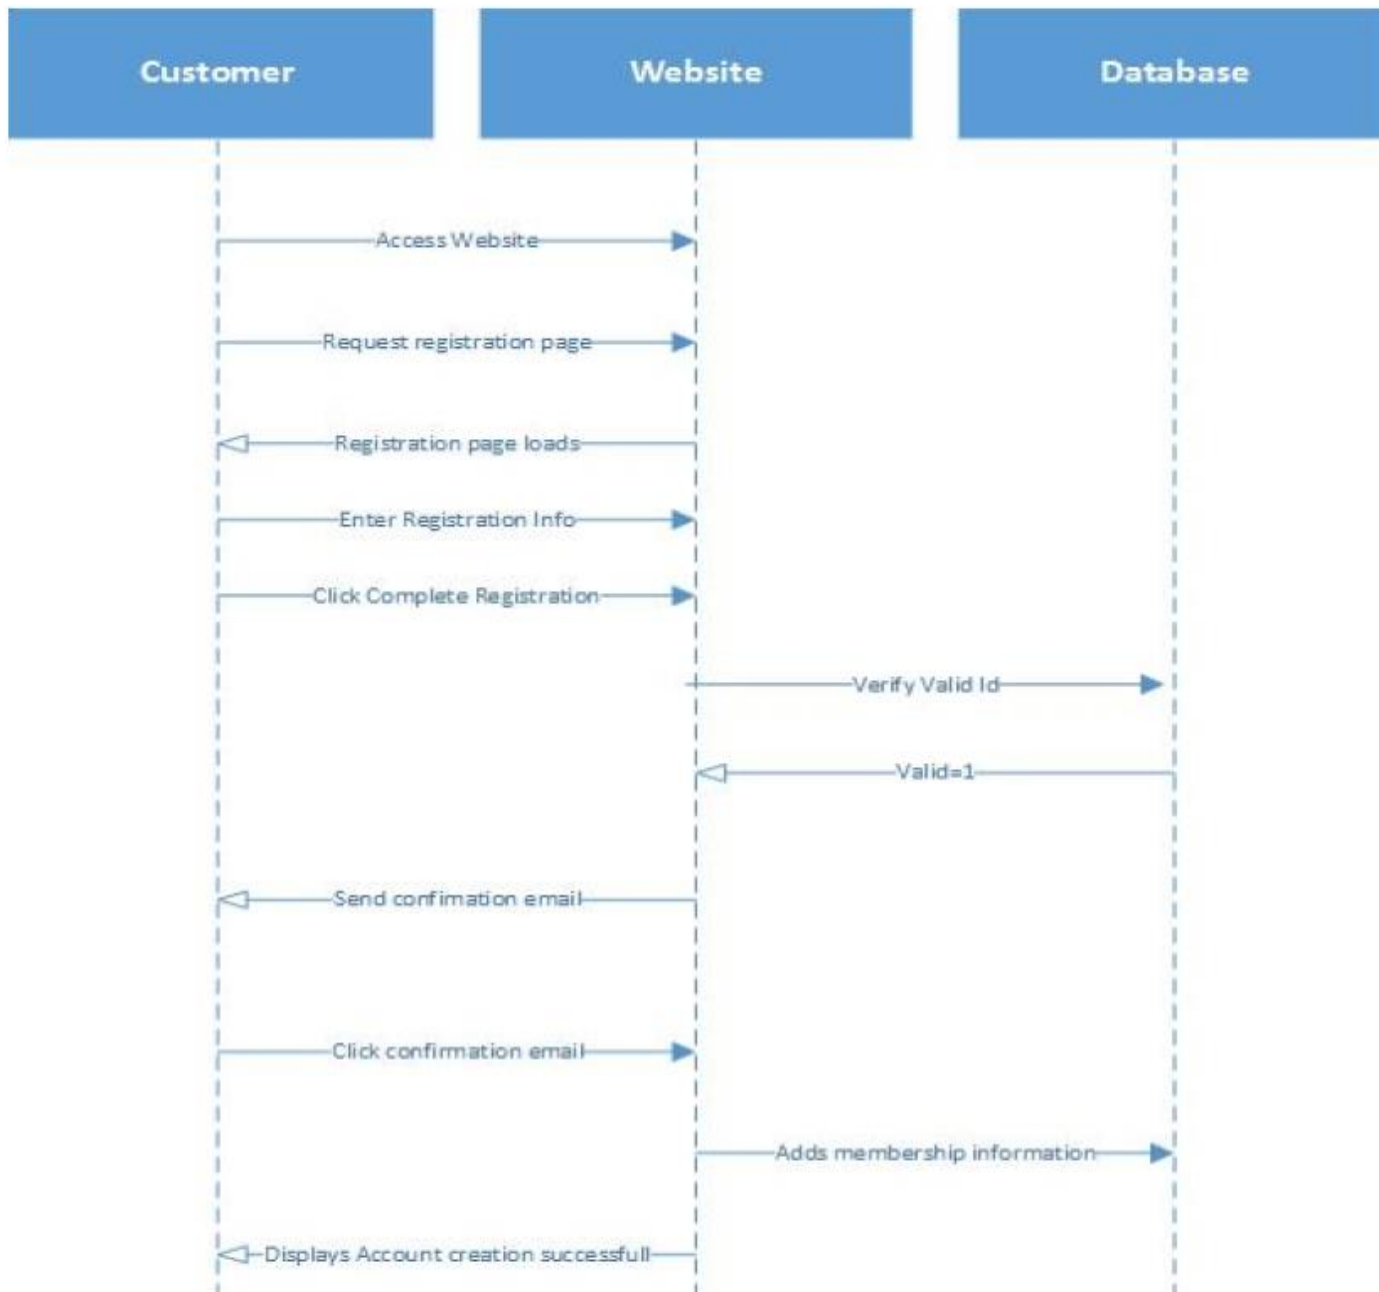 Customer
Website
Database
Access Website
Request registration page
Registration page loads
Enter Registration Info
Click Complete Registration
Verify Valid Id
Valid=1
Send confimation email
Click confirmation email
Adds membership information
Displays Account creation successfull